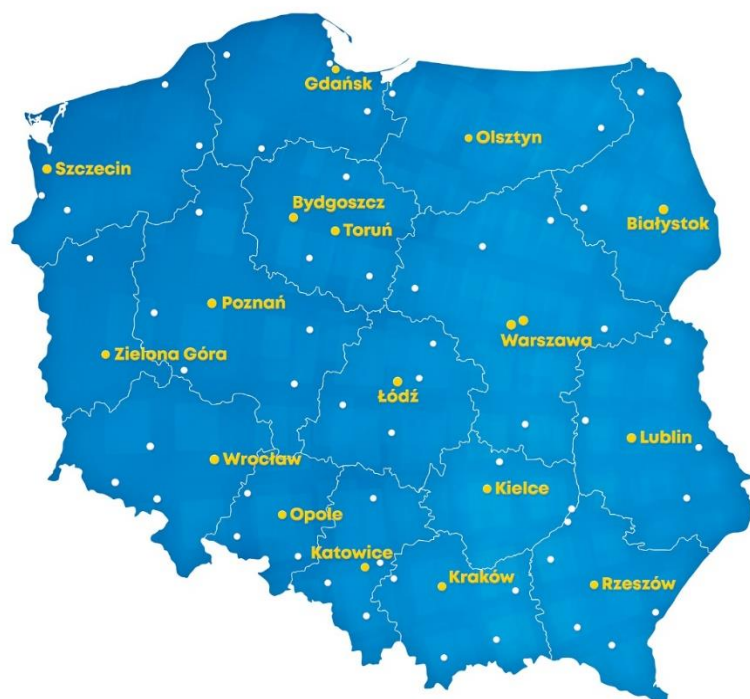 Gdańsk
Olsztyn
Szczecin
Bydgoszcz
Toruń
Białystok
Poznań
Warszawa
Zielona Góra
Łódź
Lublin
Wrocław
Kielce
Opole
Katowice
Kraków
Rzeszów